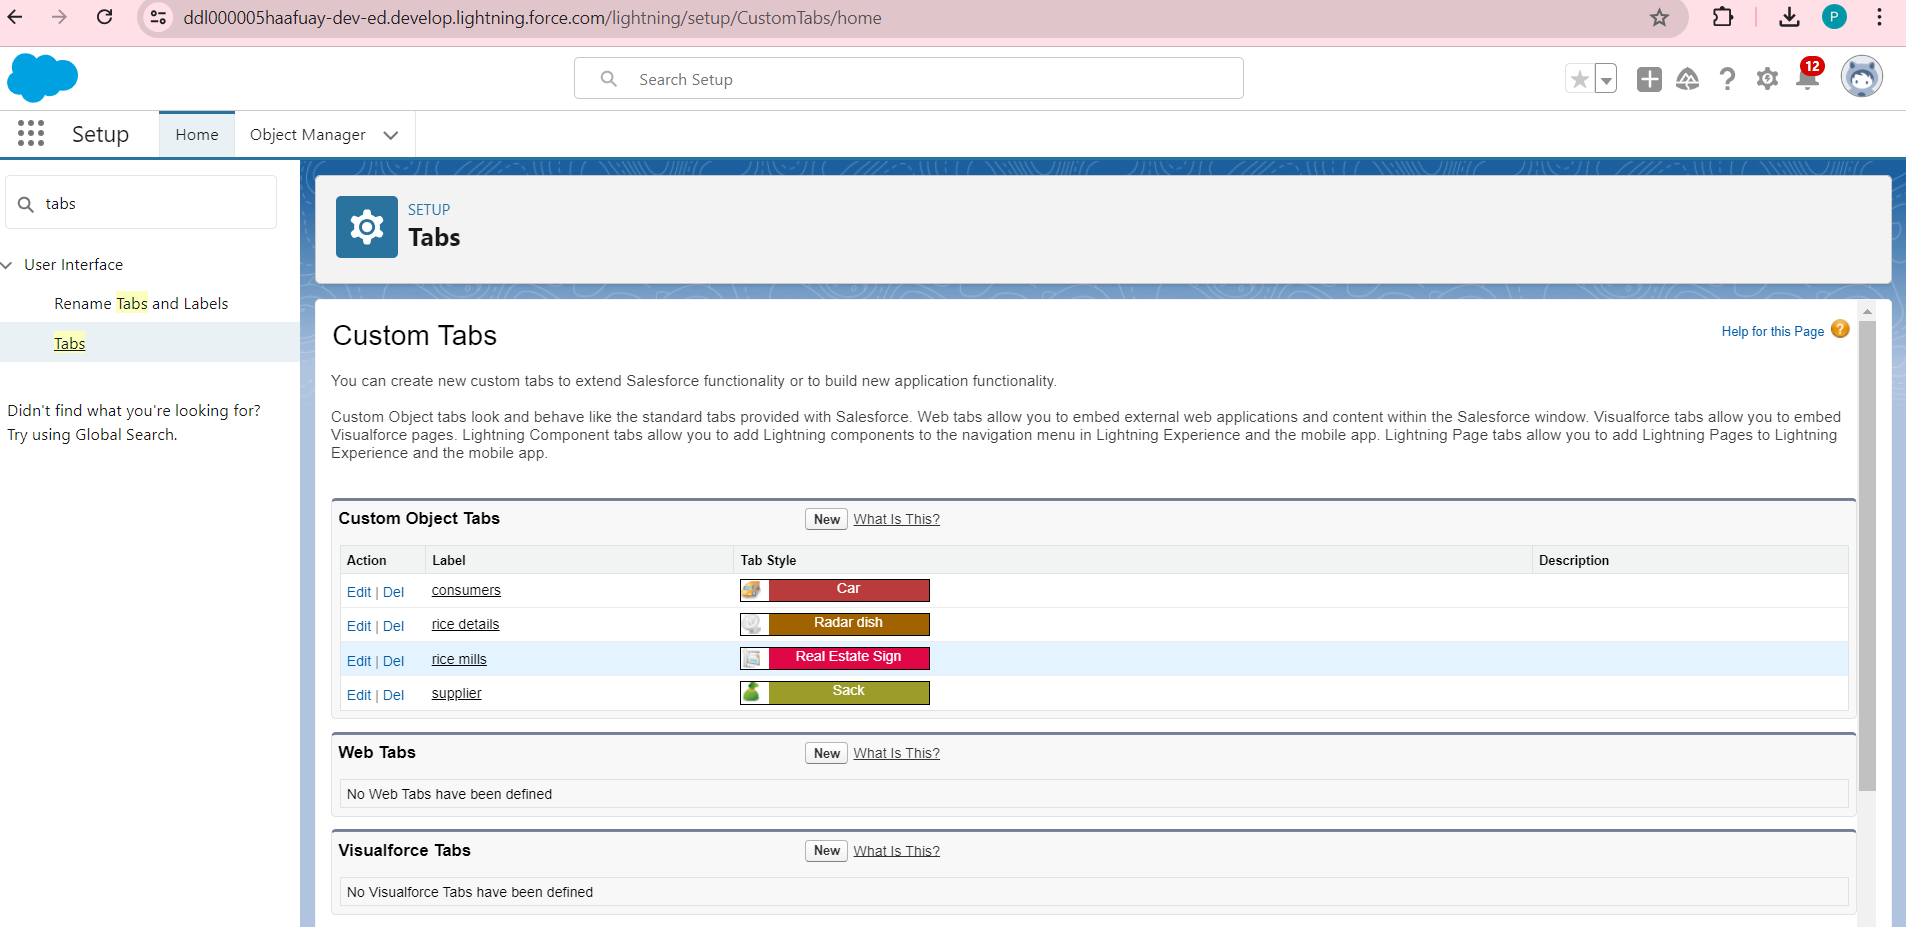 ddl000005haafuay-dev-ed.develop.lightning.force.com/lightning/setup/CustomTabs/home
P
Search Setup
12
Setup
Home
Object Manager
tabs
User Interface
Rename Tabs and Labels
Tabs
Didn't find what you're looking for?
Try using Global Search.
SETUP
Tabs
Custom Tabs
Help for this Page
You can create new custom tabs to extend Salesforce functionality or to build new application functionality.
Custom Object tabs look and behave like the standard tabs provided with Salesforce. Web tabs allow you to embed external web applications and content within the Salesforce window. Visualforce tabs allow you to embed
Visualforce pages. Lightning Component tabs allow you to add Lightning components to the navigation menu in Lightning Experience and the mobile app. Lightning Page tabs allow you to add Lightning Pages to Lightning
Experience and the mobile app.
Custom Object Tabs New What Is This?
Action Label Tab Style Description
Edit | Del consumers Car
Edit | Del rice details Radar dish
Edit | Del rice mills Real Estate Sign
Edit | Del supplier Sack
Web Tabs New What Is This?
No Web Tabs have been defined
Visualforce Tabs New What Is This?
No Visualforce Tabs have been defined